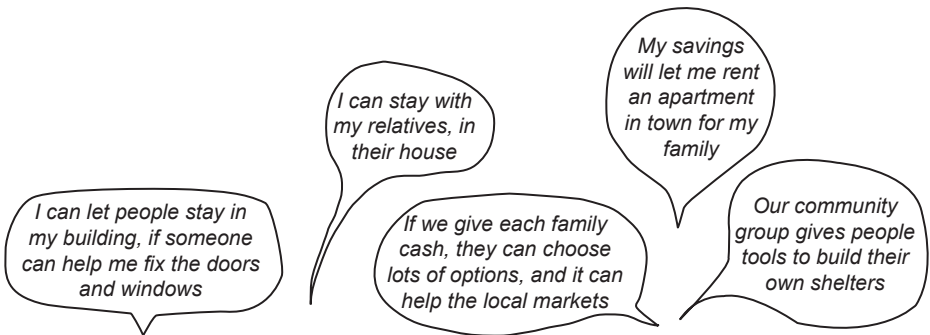 I can let people stay in
my building, if someone
can help me fix the doors
and windows
I can stay with
my relatives, in
their house
If we give each family
cash, they can choose
lots of options, and it can
help the local markets
My savings
will let me rent
an apartment
in town for my
family
Our community
group gives people
tools to build their
own shelters